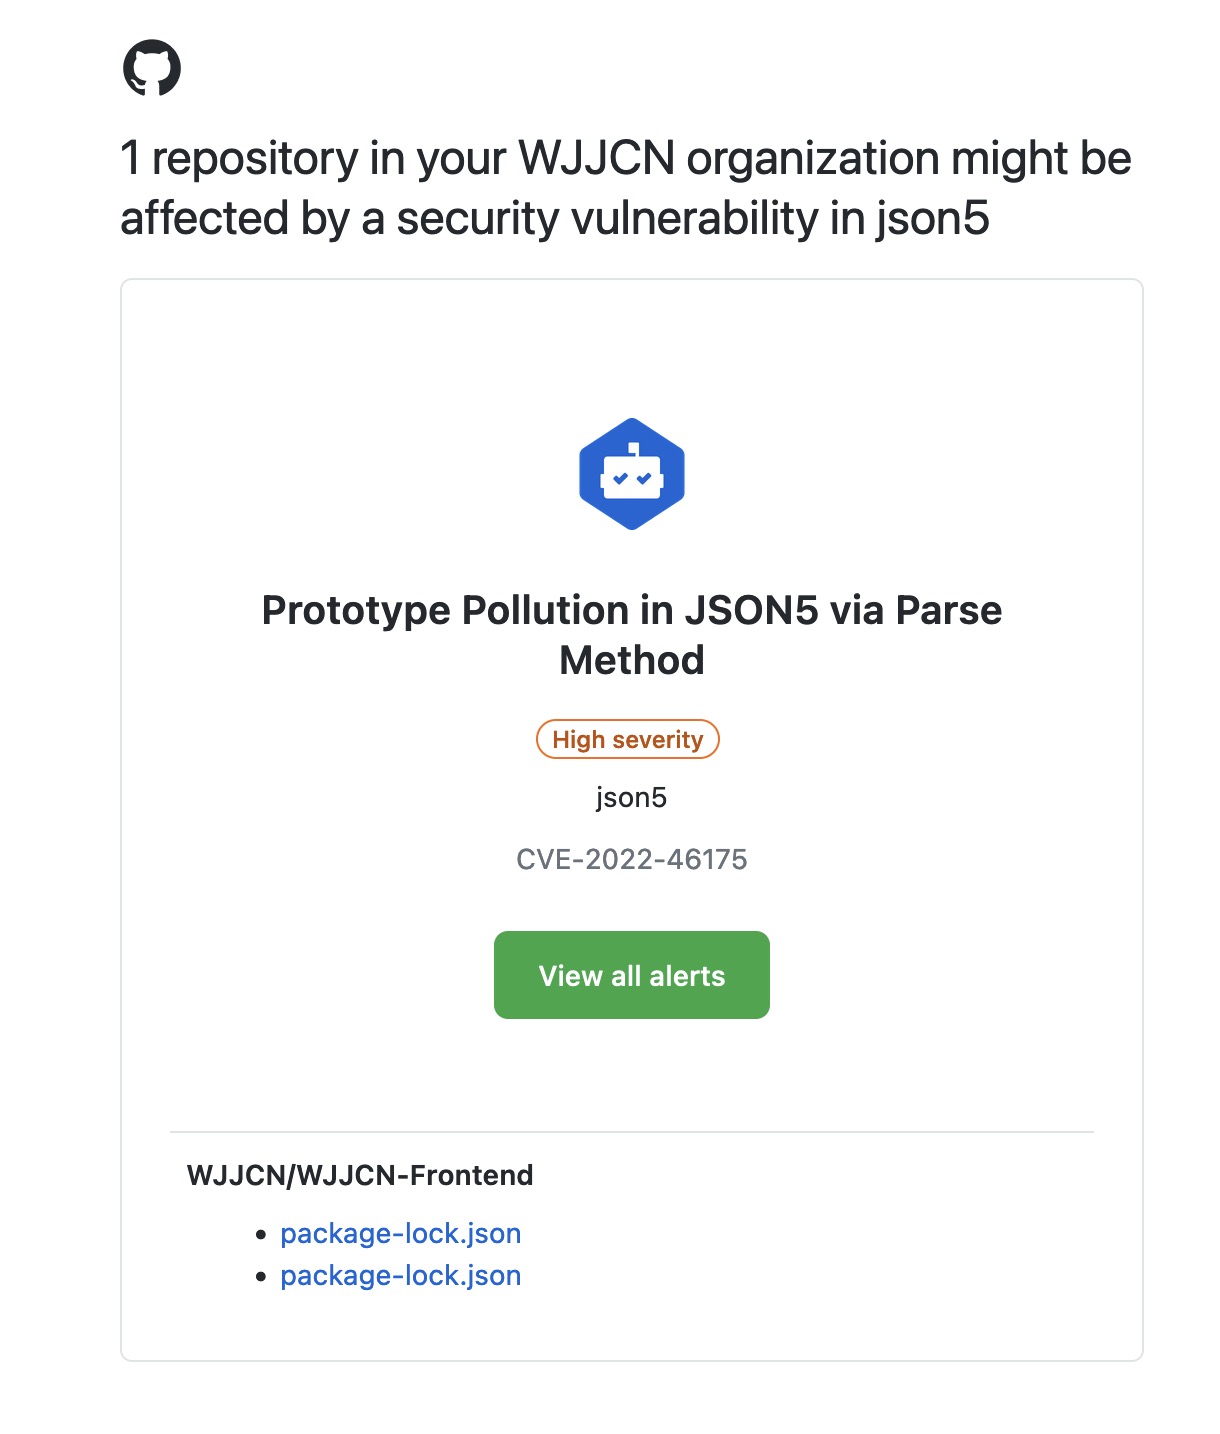 1 repository in your WJJCN organization might be
affected by a security vulnerability in json5
Prototype Pollution in JSON5 via Parse
Method
High severity
json5
CVE-2022-46175
View all alerts
WJJCN/WJJCN-Frontend
• package-lock.json
• package-lock.json